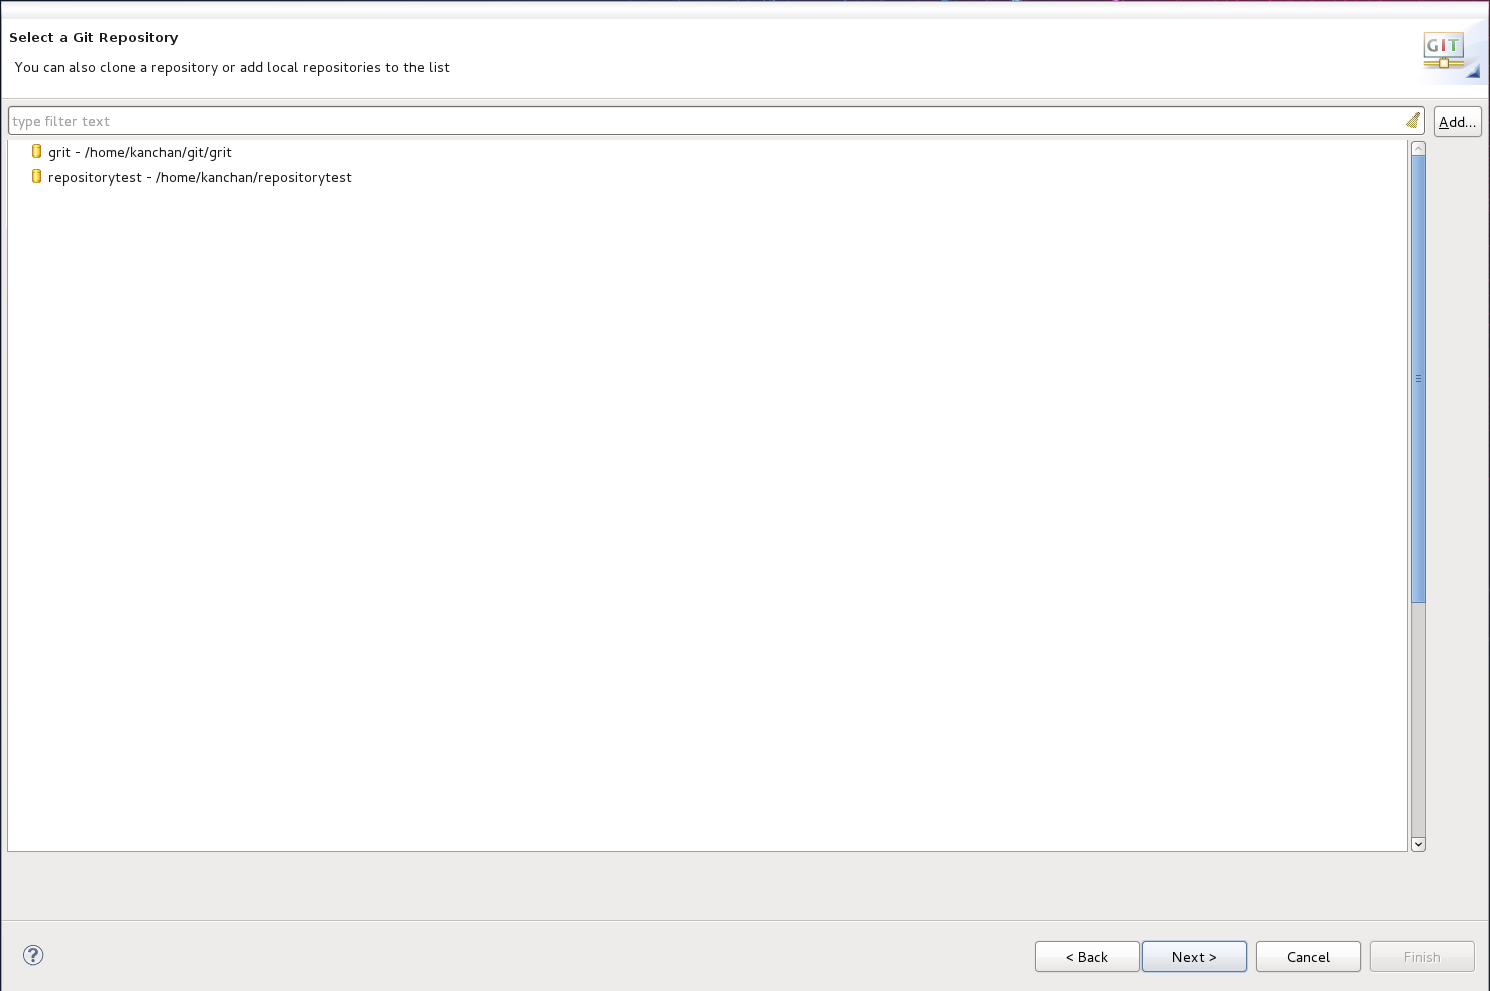 Select a Git Repository
You can also clone a repository or add local repositories to the list
GIT
type filter text
Add...
grit - /home/kanchan/git/grit
repositorytest - /home/kanchan/repositorytest
?
< Back
Next >
Cancel
Finish